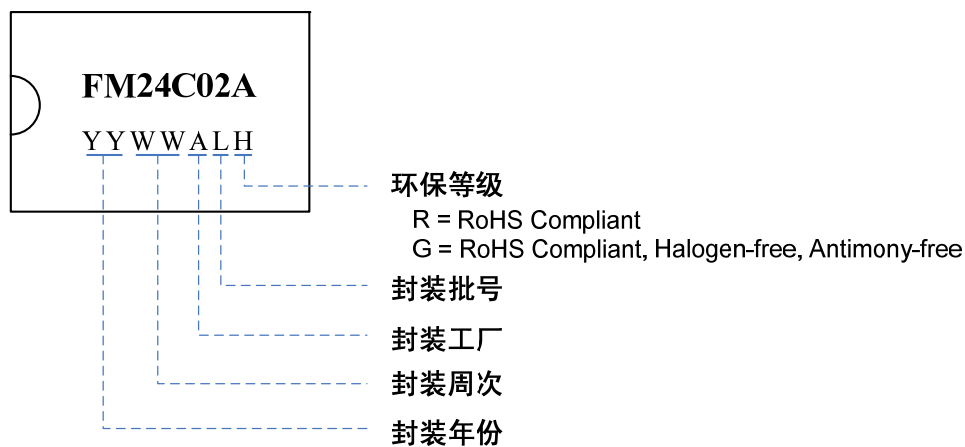 FM24C02A
YYWWALH
环保等级
R = RoHS Compliant
G = RoHS Compliant, Halogen-free, Antimony-free
封装批号
封装工厂
封装周次
封装年份